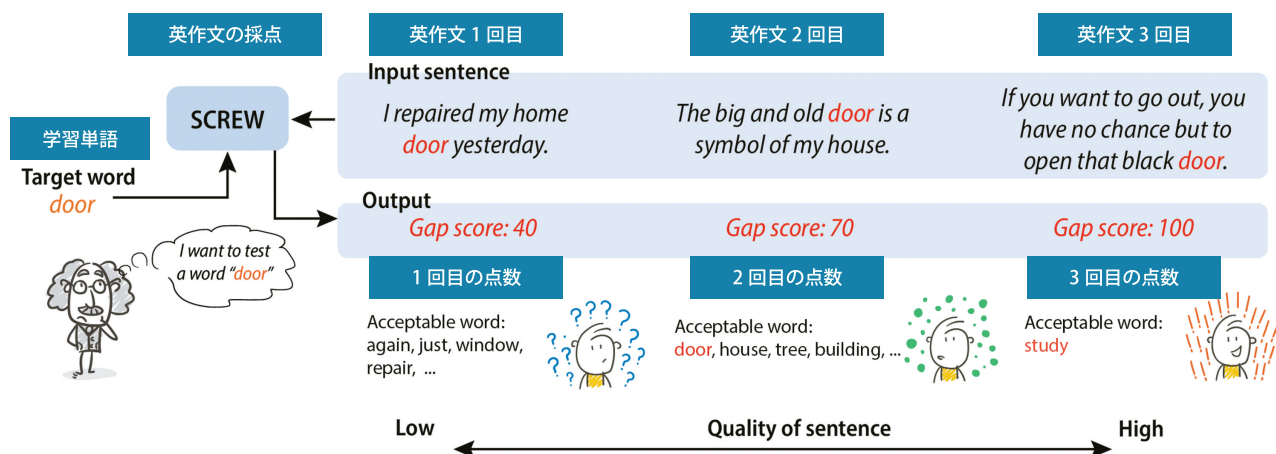 英作文の採点
英作文 1 回目
英作文 2 回目
英作文 3 回目
Input sentence
SCREW
I repaired my home
door yesterday.
The big and old door is a
symbol of my house.
If you want to go out, you
have no chance but to
open that black door.
学習単語
Target word
door
Output
Gap score: 40
Gap score: 70
Gap score: 100
I want to test
a word “door”
1 回目の点数
2 回目の点数
3 回目の点数
Acceptable word:
again, just, window,
repair, ...
Acceptable word:
door, house, tree, building, ...
Acceptable word:
study
Low
Quality of sentence
High